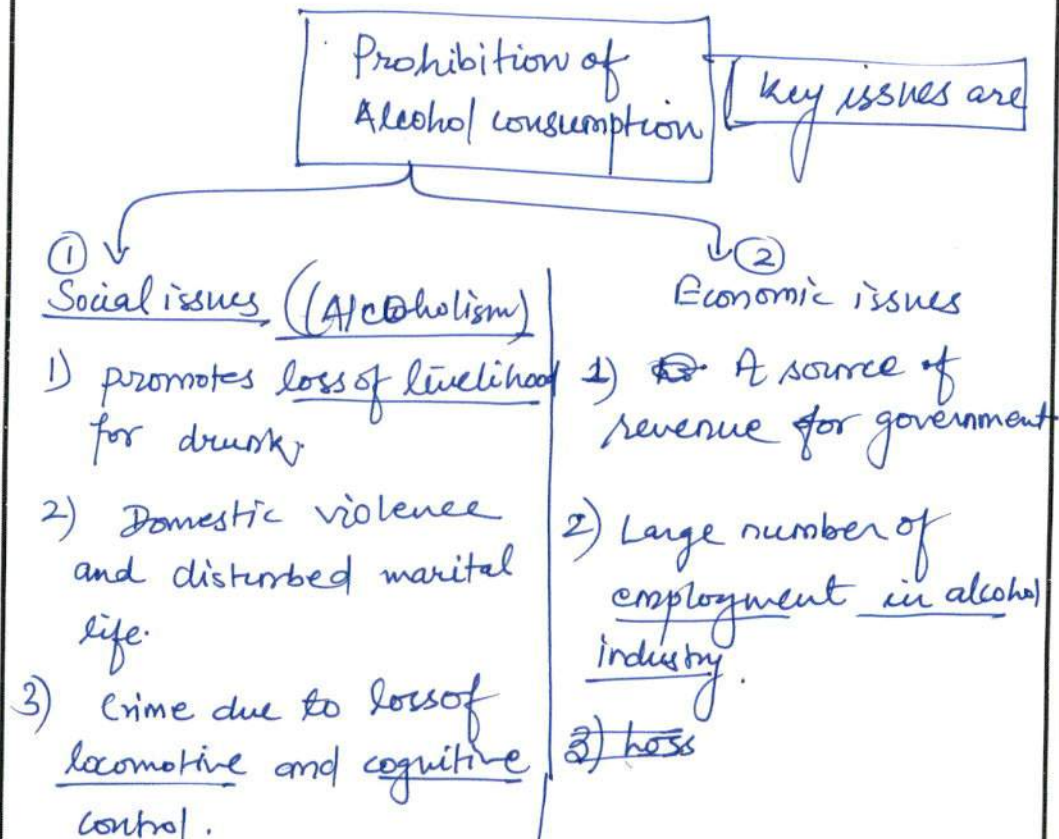 Prohibition of
Alcohol consumption
Key issues are
①
Social issues ((Alcoholism)
1) promotes loss of livelihood
for drunk.
2) Domestic violence
and disturbed marital
life.
3) Crime due to loss of
locomotive and cognitive
control.
②
Economic issues
1) A source of
revenue for government
2) Large number of
employment in alcohol
industry.
3) Loss